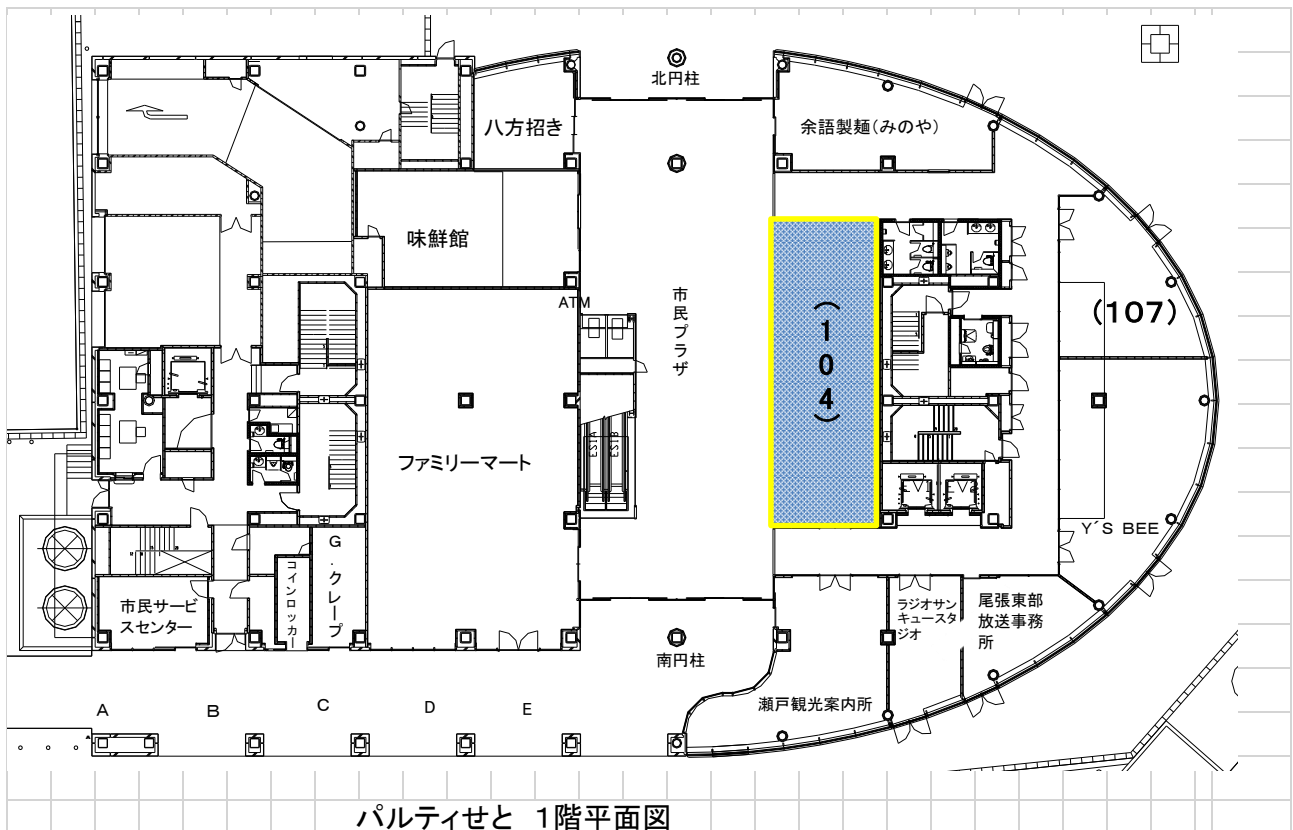 北円柱
八方招き
余語製麺(みのや)
味鮮館
ATM
市民プラザ
(104)
(107)
ES1A
ES1B
ファミリーマート
Y´S BEE
G.クレープ
コインロッカー
市民サービ
スセンター
ラジオサン
キュースタ
ジオ
尾張東部
放送事務
所
南円柱
瀬戸観光案内所
A B C D E
パルティせと 1階平面図